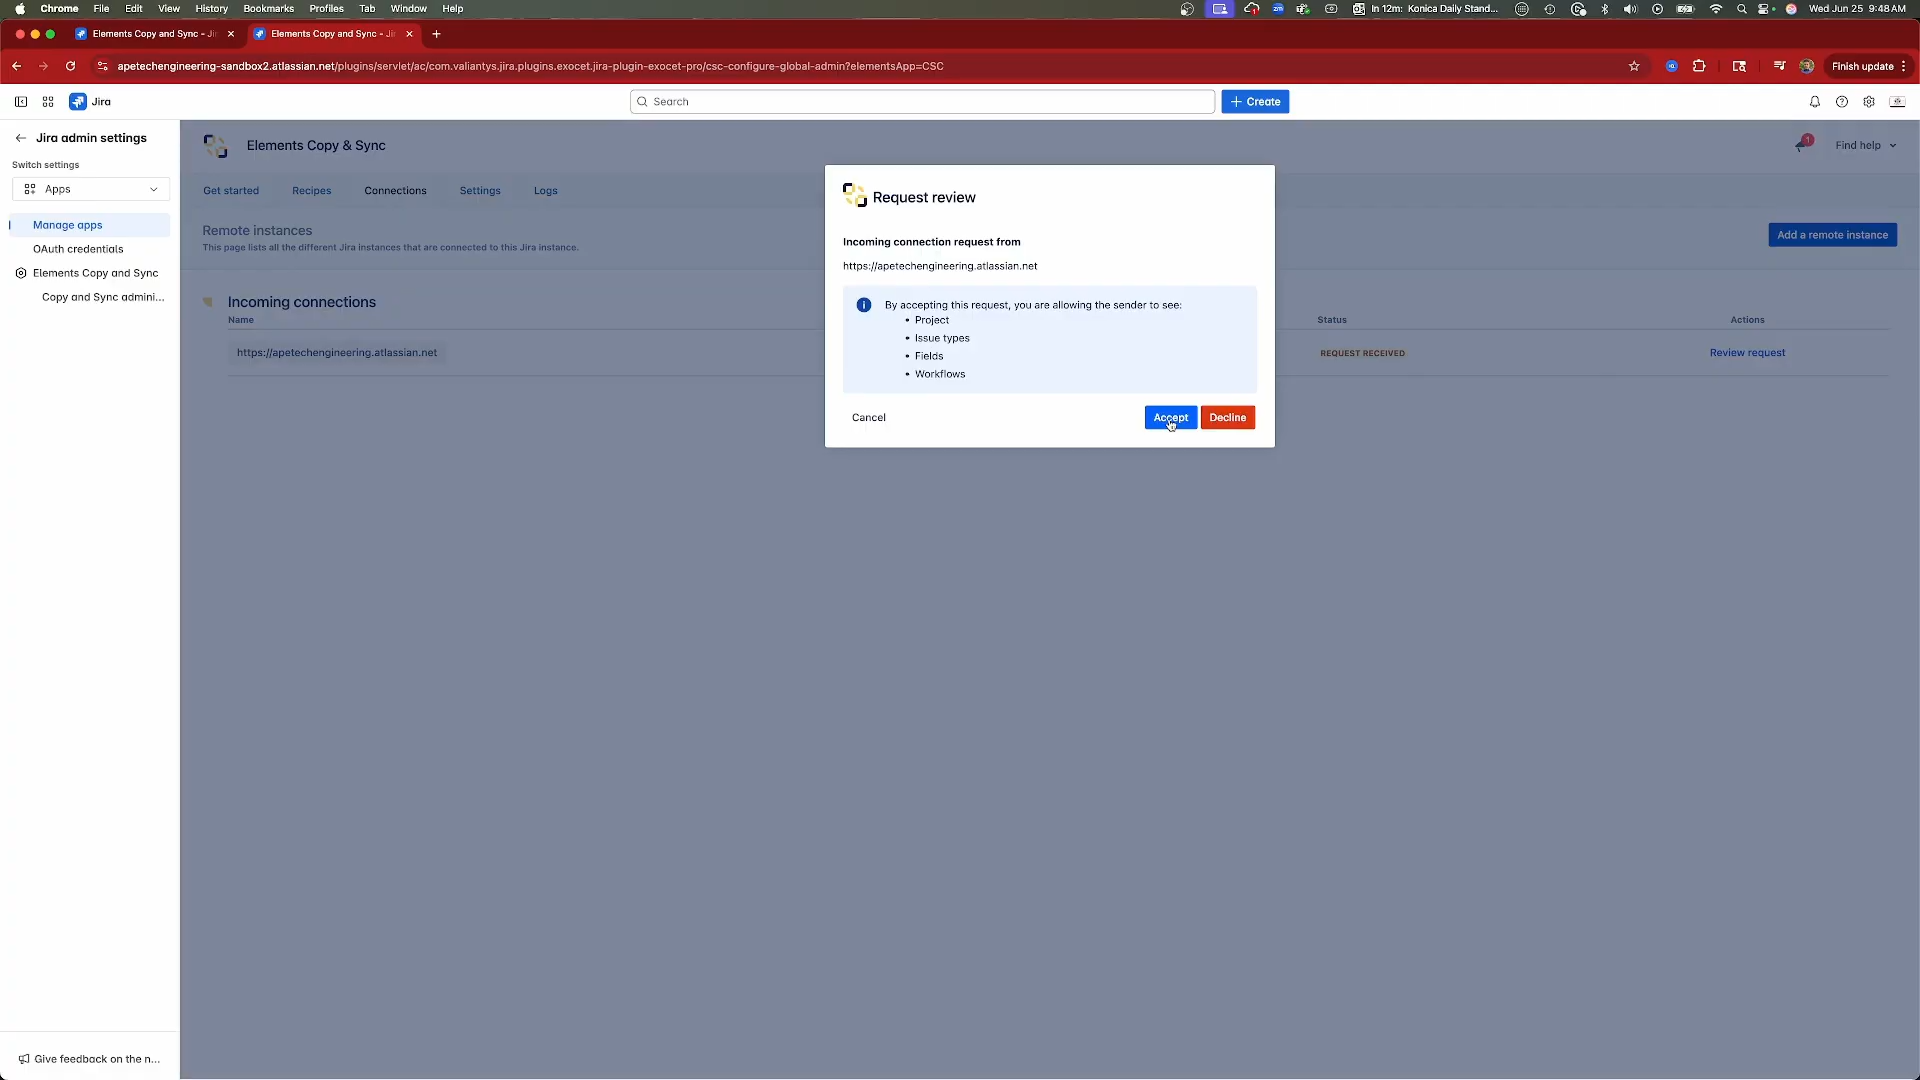 Chrome File Edit View History Bookmarks Profiles Tab Window Help
In 12m: Konica Daily Stand...
Wed Jun 25 9:48 AM
Elements Copy and Sync - Jir
Elements Copy and Sync - Jir
apetechengineering-sandbox2.atlassian.net/plugins/servlet/ac/com.valiantys.jira.plugins.exocet.jira-plugin-exocet-pro/csc-configure-global-admin?elementsApp=CSC
Finish update
Jira
Search
Create
Jira admin settings
Switch settings
Apps
Manage apps
OAuth credentials
Elements Copy and Sync
Copy and Sync admini...
Give feedback on the n...
Elements Copy & Sync
1
Find help
Get started Recipes Connections Settings Logs
Remote instances
This page lists all the different Jira instances that are connected to this Jira instance.
Add a remote instance
Incoming connections
Name Status Actions
https://apetechengineering.atlassian.net REQUEST RECEIVED Review request
Request review
Incoming connection request from
https://apetechengineering.atlassian.net
By accepting this request, you are allowing the sender to see:
• Project
• Issue types
• Fields
• Workflows
Cancel
Accept
Decline